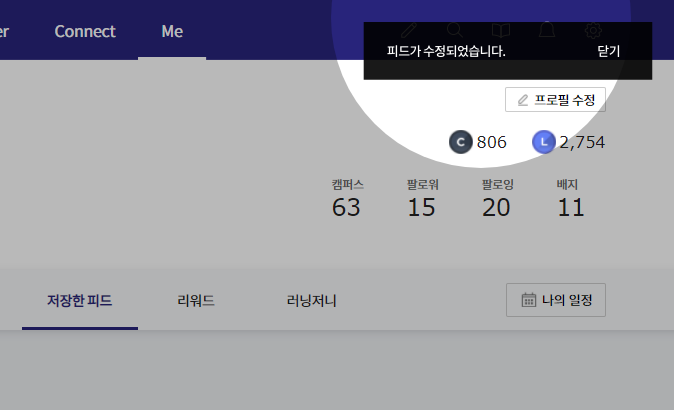 er Connect Me
피드가 수정되었습니다. 닫기
프로필 수정
C 806 L 2,754
캠퍼스 팔로워 팔로잉 배지
63 15 20 11
저장한 피드 리워드 러닝저니 나의 일정